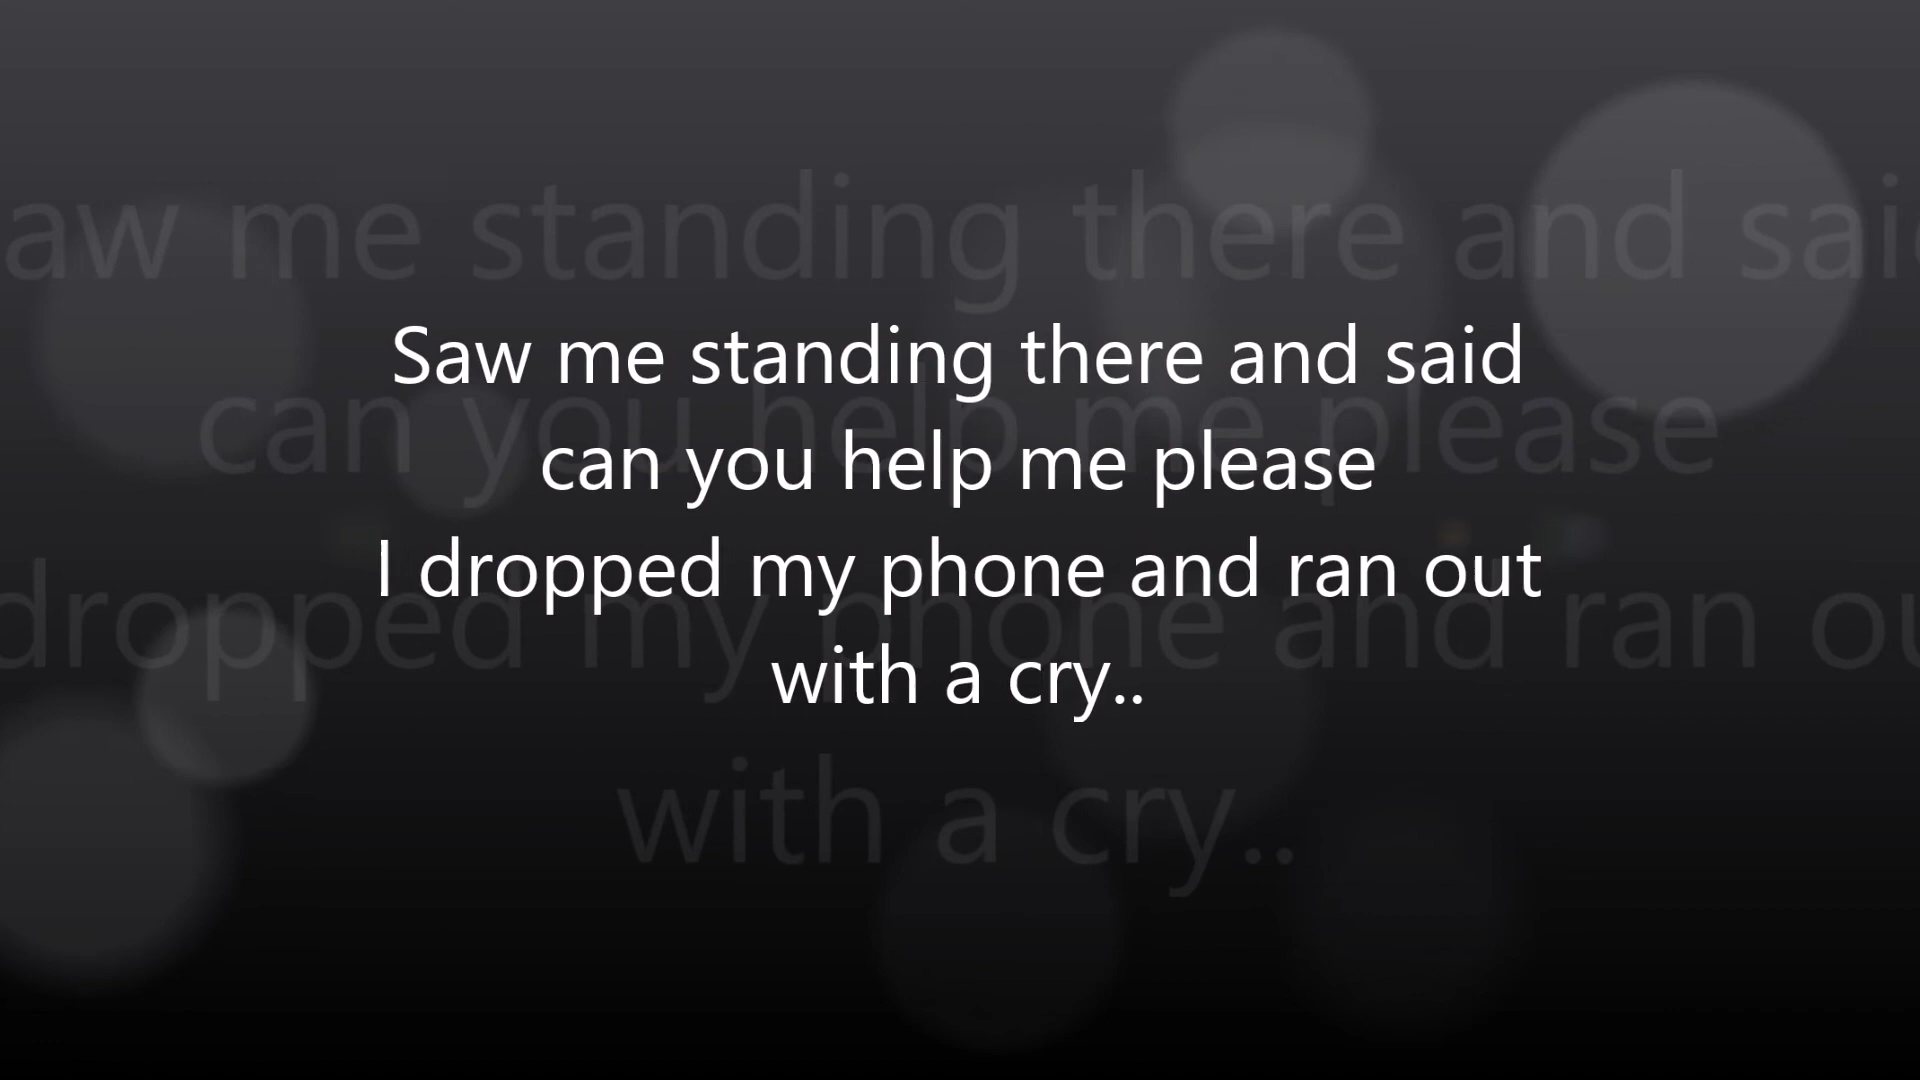 Saw me standing there and said
can you help me please
I dropped my phone and ran out
with a cry..